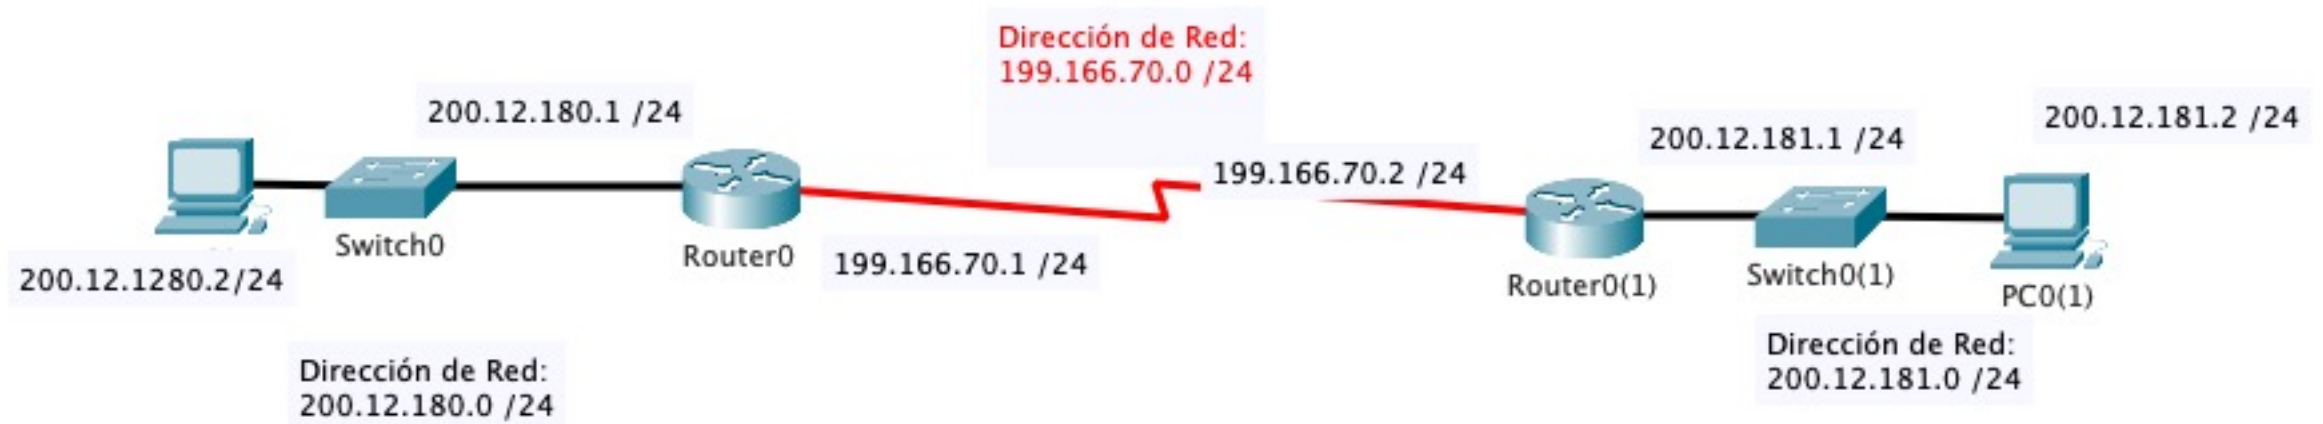 Dirección de Red:
199.166.70.0 /24
200.12.180.1 /24
200.12.181.2 /24
200.12.181.1 /24
199.166.70.2 /24
Switch0
Router0
199.166.70.1 /24
200.12.1280.2/24
Router0(1)
Switch0(1)
PC0(1)
Dirección de Red:
200.12.180.0 /24
Dirección de Red:
200.12.181.0 /24